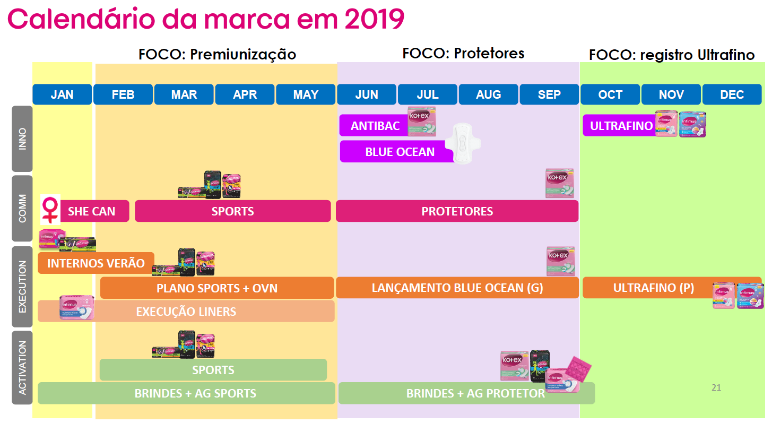 Calendário da marca em 2019
FOCO: Premiunização
FOCO: Protetores
FOCO: registro Ultrafino
JAN
FEB
MAR
APR
MAY
JUN
JUL
AUG
SEP
OCT
NOV
DEC
INNO
ANTIBAC
kotex
ULTRAFINO
BLUE OCEAN
COMM
SHE CAN
SPORTS
PROTETORES
EXECUTION
INTERNOS VERÃO
PLANO SPORTS + OVN
LANÇAMENTO BLUE OCEAN (G)
ULTRAFINO (P)
EXECUÇÃO LINERS
ACTIVATION
kotex
SPORTS
BRINDES + AG SPORTS
BRINDES + AG PROTETOR
21